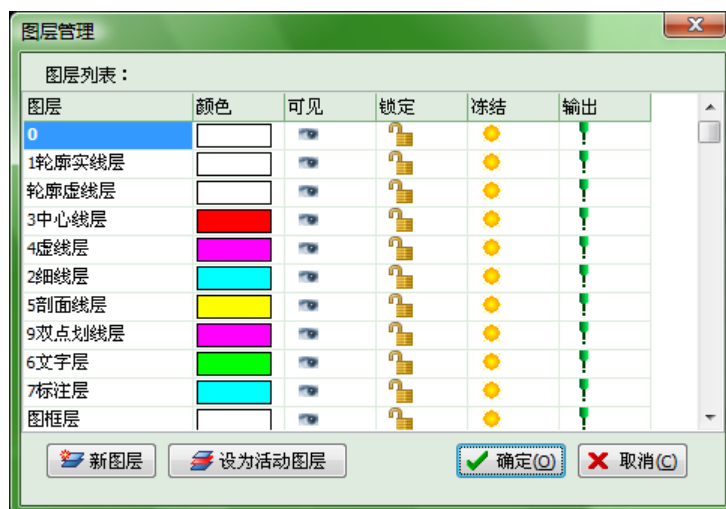 图层管理
图层列表：
图层 颜色 可见 锁定 冻结 输出
0
1轮廓实线层
轮廓虚线层
3中心线层
4虚线层
2细线层
5剖面线层
9双点划线层
6文字层
7标注层
图框层
新图层 设为活动图层 确定(O) 取消(C)